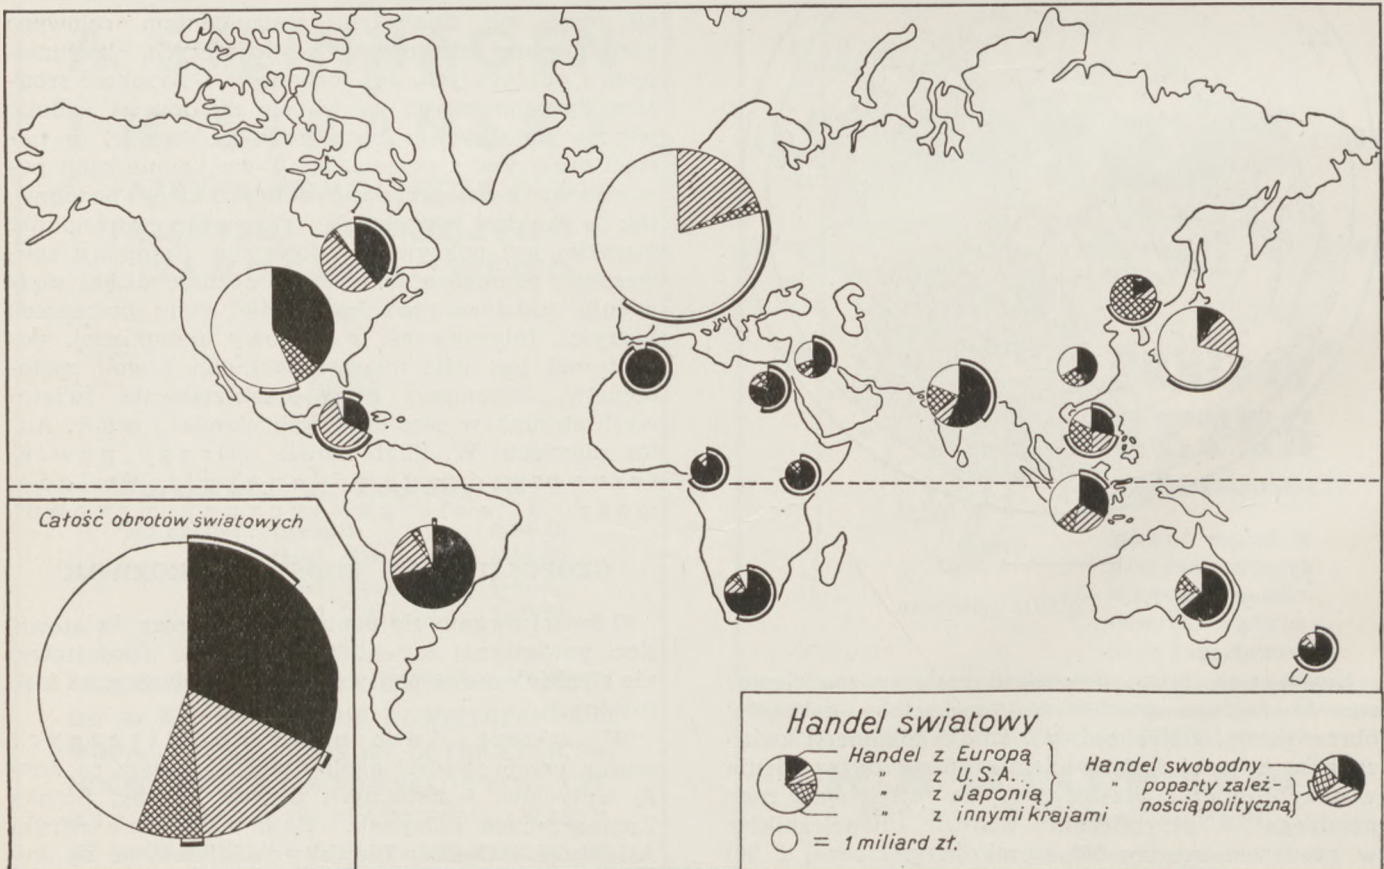 Całość obrotów światowych
Handel światowy
Handel z Europą
" z U.S.A.
" z Japonią
" z innymi krajami
= 1 miliard zł.
Handel swobodny
" poparty zależ-
nością polityczną